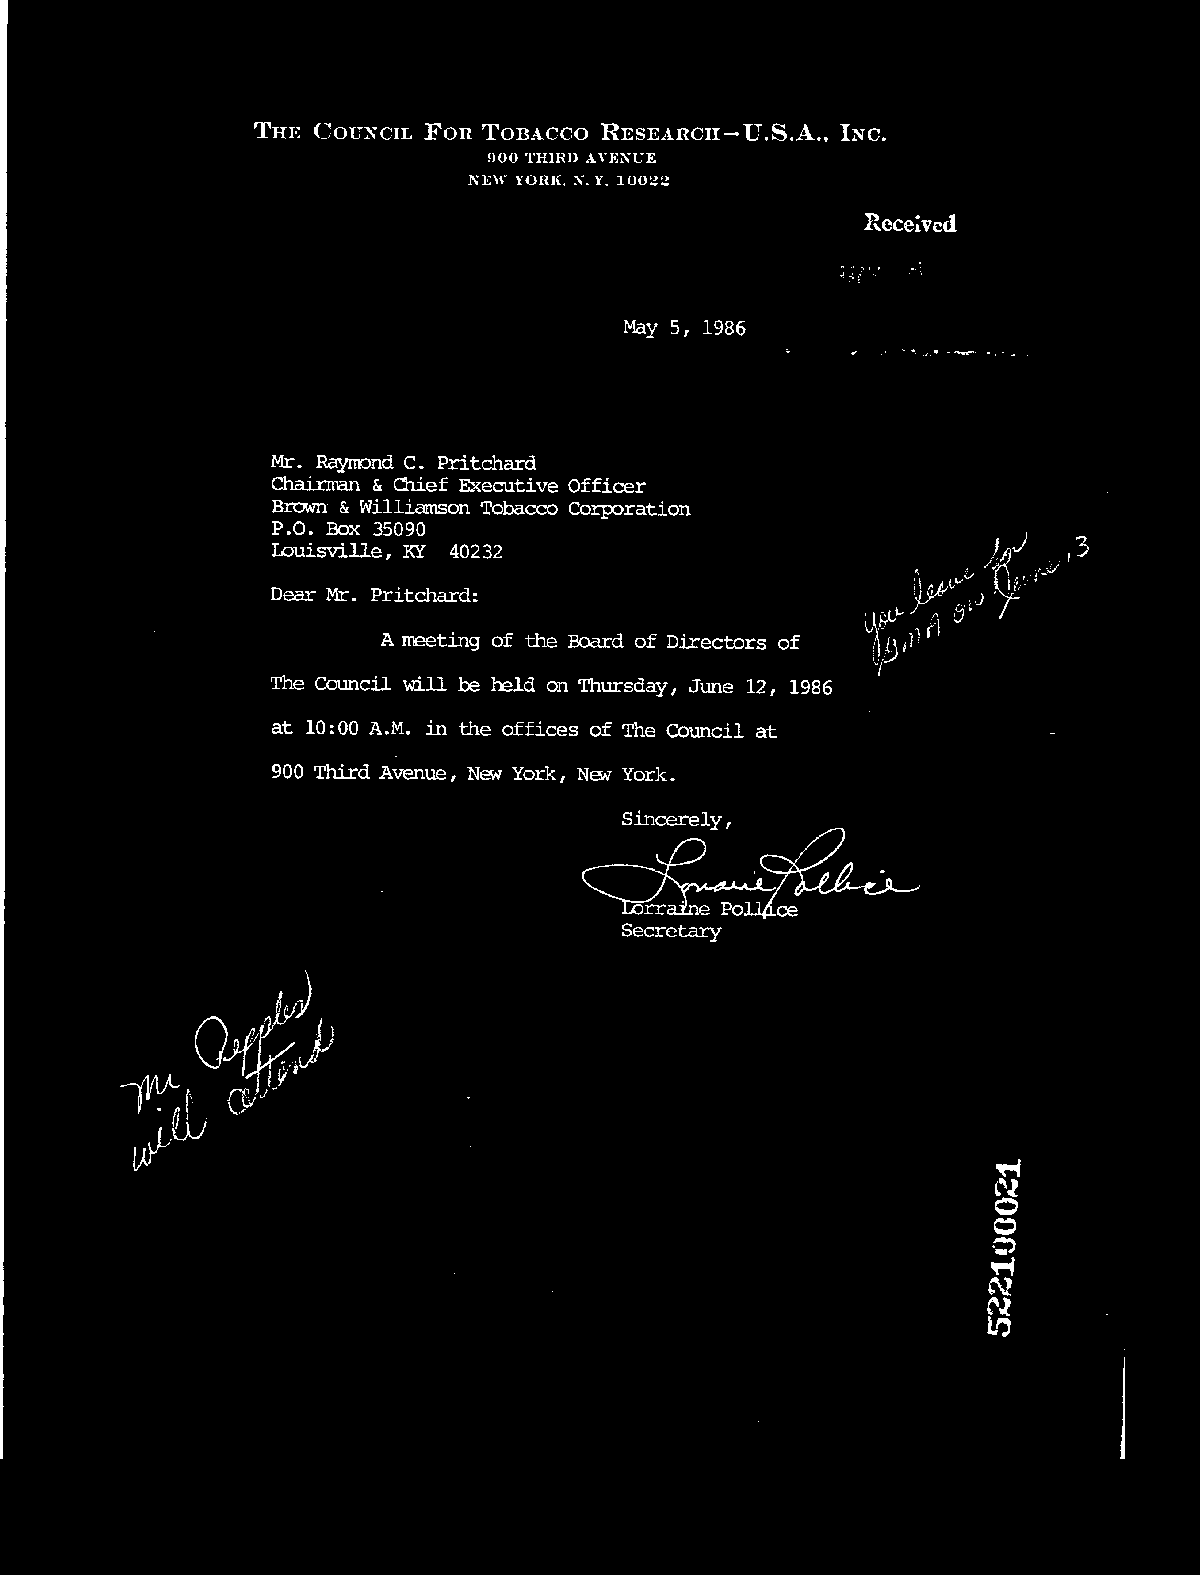 THE COUNCIL FOR TOBACCO RESEARCH—U.S.A., INC.
900 THIRD AVENUE
NEW YORK, N.Y. 10022
Received
May 5, 1986
Mr. Raymond C. Pritchard
Chairman & Chief Executive Officer
Brown & Williamson Tobacco Corporation
P.O. Box 35090
Louisville, KY 40232
you leave for
on June 13
Dear Mr. Pritchard:
A meeting of the Board of Directors of
The Council will be held on Thursday, June 12, 1986
at 10:00 A.M. in the offices of The Council at
900 Third Avenue, New York, New York.
Sincerely,
Lorraine Pollice
Lorraine Pollice
Secretary
Mr Pepples
will attend
522100021